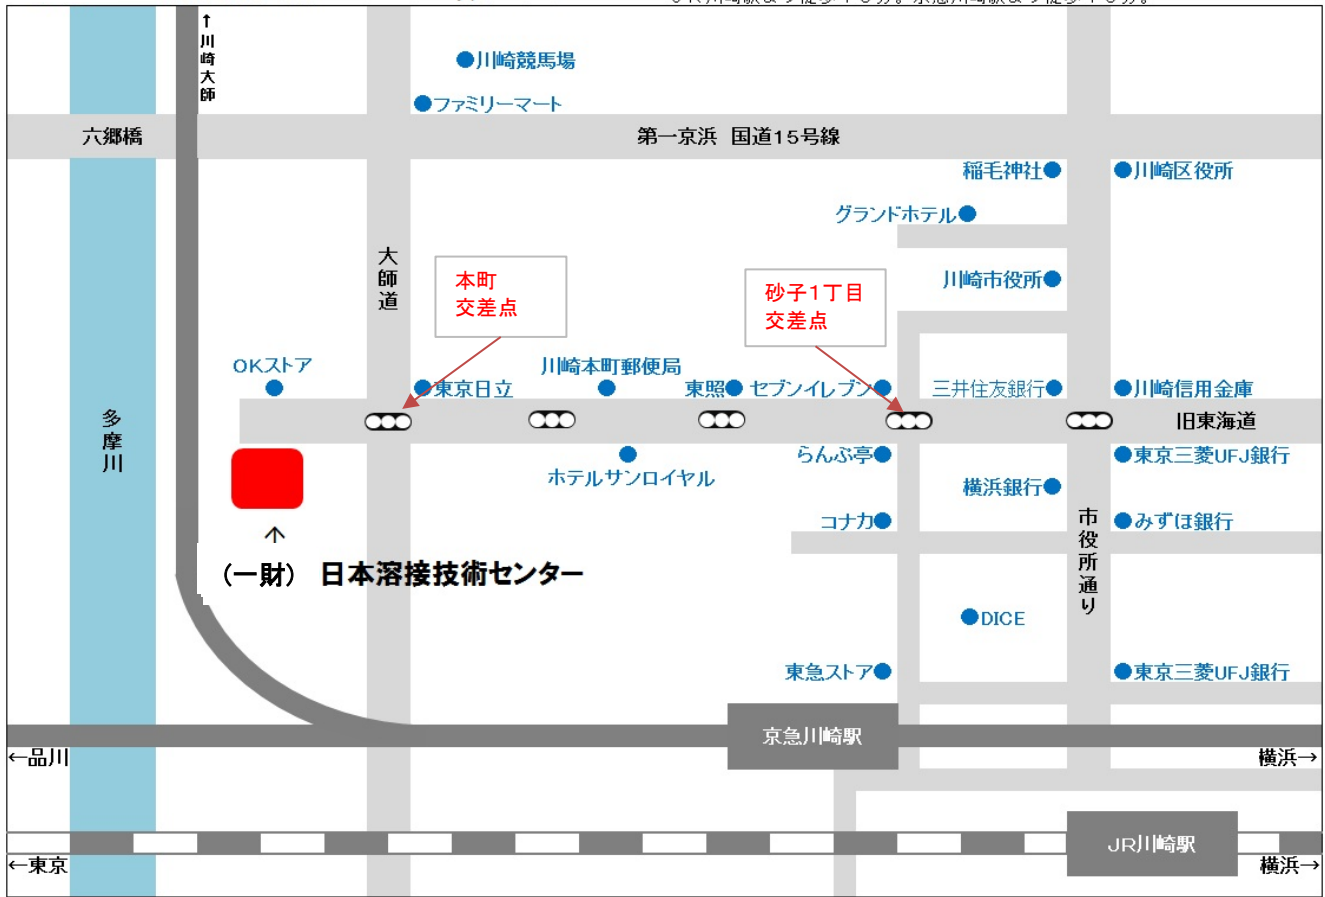 ↑川崎大師
川崎競馬場
ファミリーマート
六郷橋
第一京浜 国道15号線
稲毛神社
川崎区役所
グランドホテル
大師道
本町
交差点
砂子1丁目
交差点
川崎市役所
OKストア
川崎本町郵便局
東京日立
東照
セブンイレブン
三井住友銀行
川崎信用金庫
多摩川
旧東海道
らんぷ亭
東京三菱UFJ銀行
ホテルサンロイヤル
横浜銀行
コナカ
市役所通り
みずほ銀行
↑
(一財) 日本溶接技術センター
DICE
東急ストア
東京三菱UFJ銀行
京急川崎駅
←品川
横浜→
JR川崎駅
←東京
横浜→